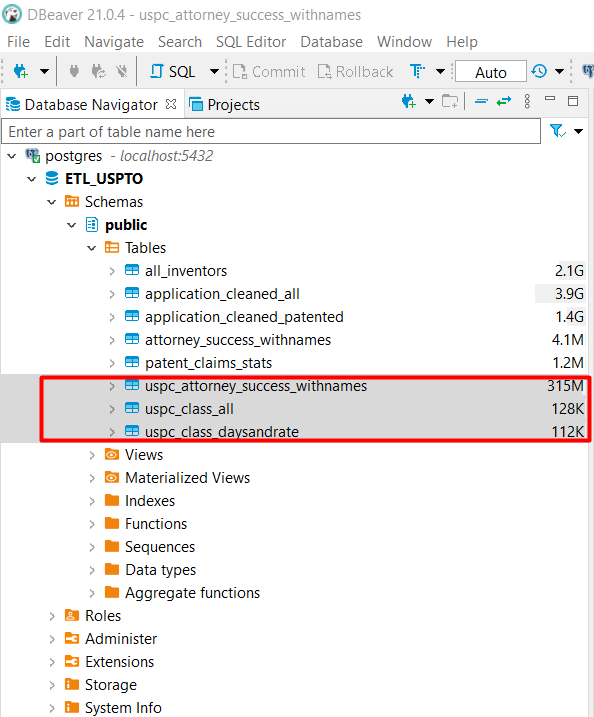 DBeaver 21.0.4 - uspc_attorney_success_withnames
File Edit Navigate Search SQL Editor Database Window Help
SQL Commit Rollback Auto
Database Navigator Projects
Enter a part of table name here
postgres - localhost:5432
ETL_USPTO
Schemas
public
Tables
all_inventors 2.1G
application_cleaned_all 3.9G
application_cleaned_patented 1.4G
attorney_success_withnames 4.1M
patent_claims_stats 1.2M
uspc_attorney_success_withnames 315M
uspc_class_all 128K
uspc_class_daysandrate 112K
Views
Materialized Views
Indexes
Functions
Sequences
Data types
Aggregate functions
Roles
Administer
Extensions
Storage
System Info